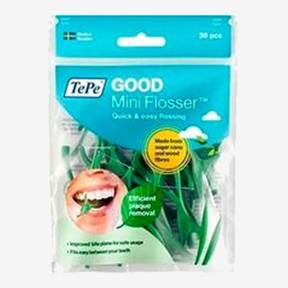 36 pcs
TePe
GOOD
Mini Flosser™
Quick & easy flossing
Made from
sugar cane
and wood
fibres
Efficient
plaque
removal
• Improved bite plane for safe usage
• Fits easy between your teeth